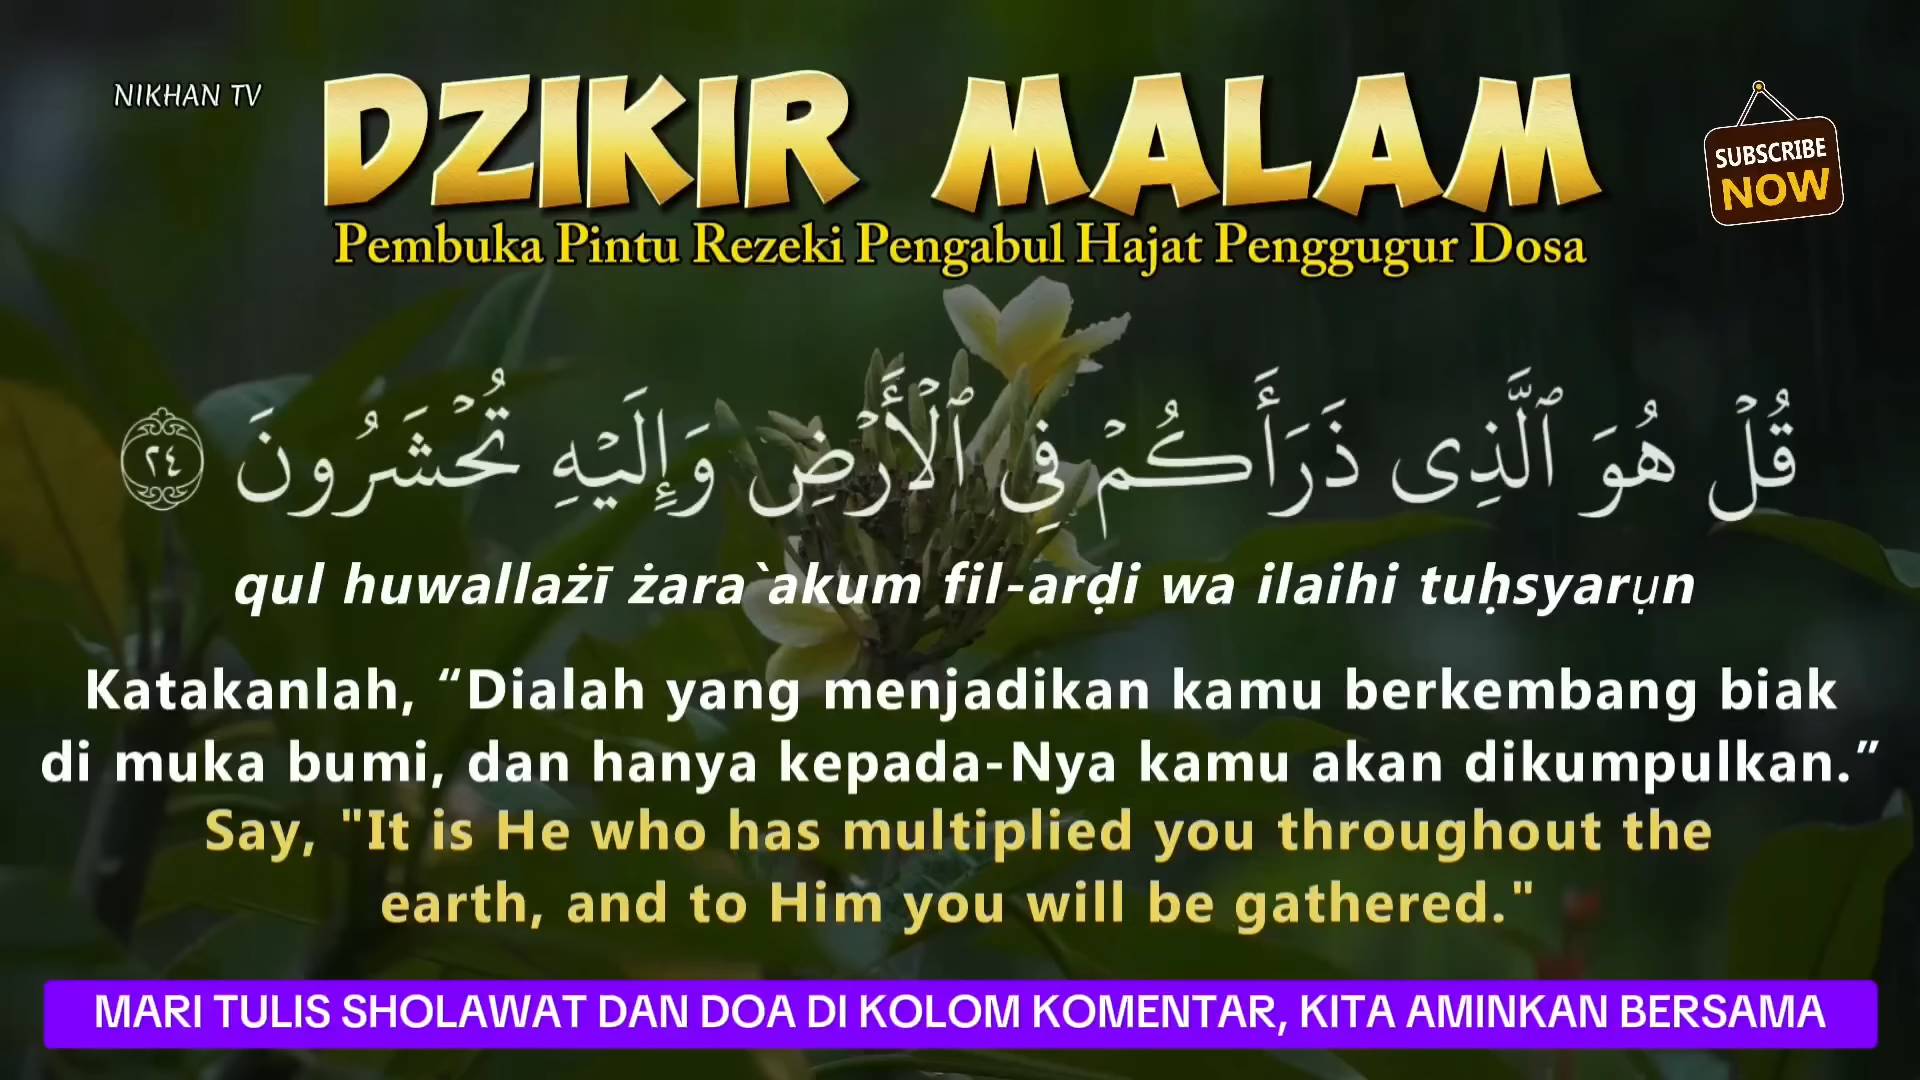 NIKHAN TV
DZIKIR MALAM
SUBSCRIBE
NOW
Pembuka Pintu Rezeki Pengabul Hajat Penggugur Dosa
قُلْ هُوَ ٱلَّذِى ذَرَأَكُمْ فِى ٱلْأَرْضِ وَإِلَيْهِ تُحْشَرُونَ ٢٤
qul huwallażī żara`akum fil-arḍi wa ilaihi tuḥsyarụn
Katakanlah, “Dialah yang menjadikan kamu berkembang biak
di muka bumi, dan hanya kepada-Nya kamu akan dikumpulkan.”
Say, "It is He who has multiplied you throughout the
earth, and to Him you will be gathered."
MARI TULIS SHOLAWAT DAN DOA DI KOLOM KOMENTAR, KITA AMINKAN BERSAMA